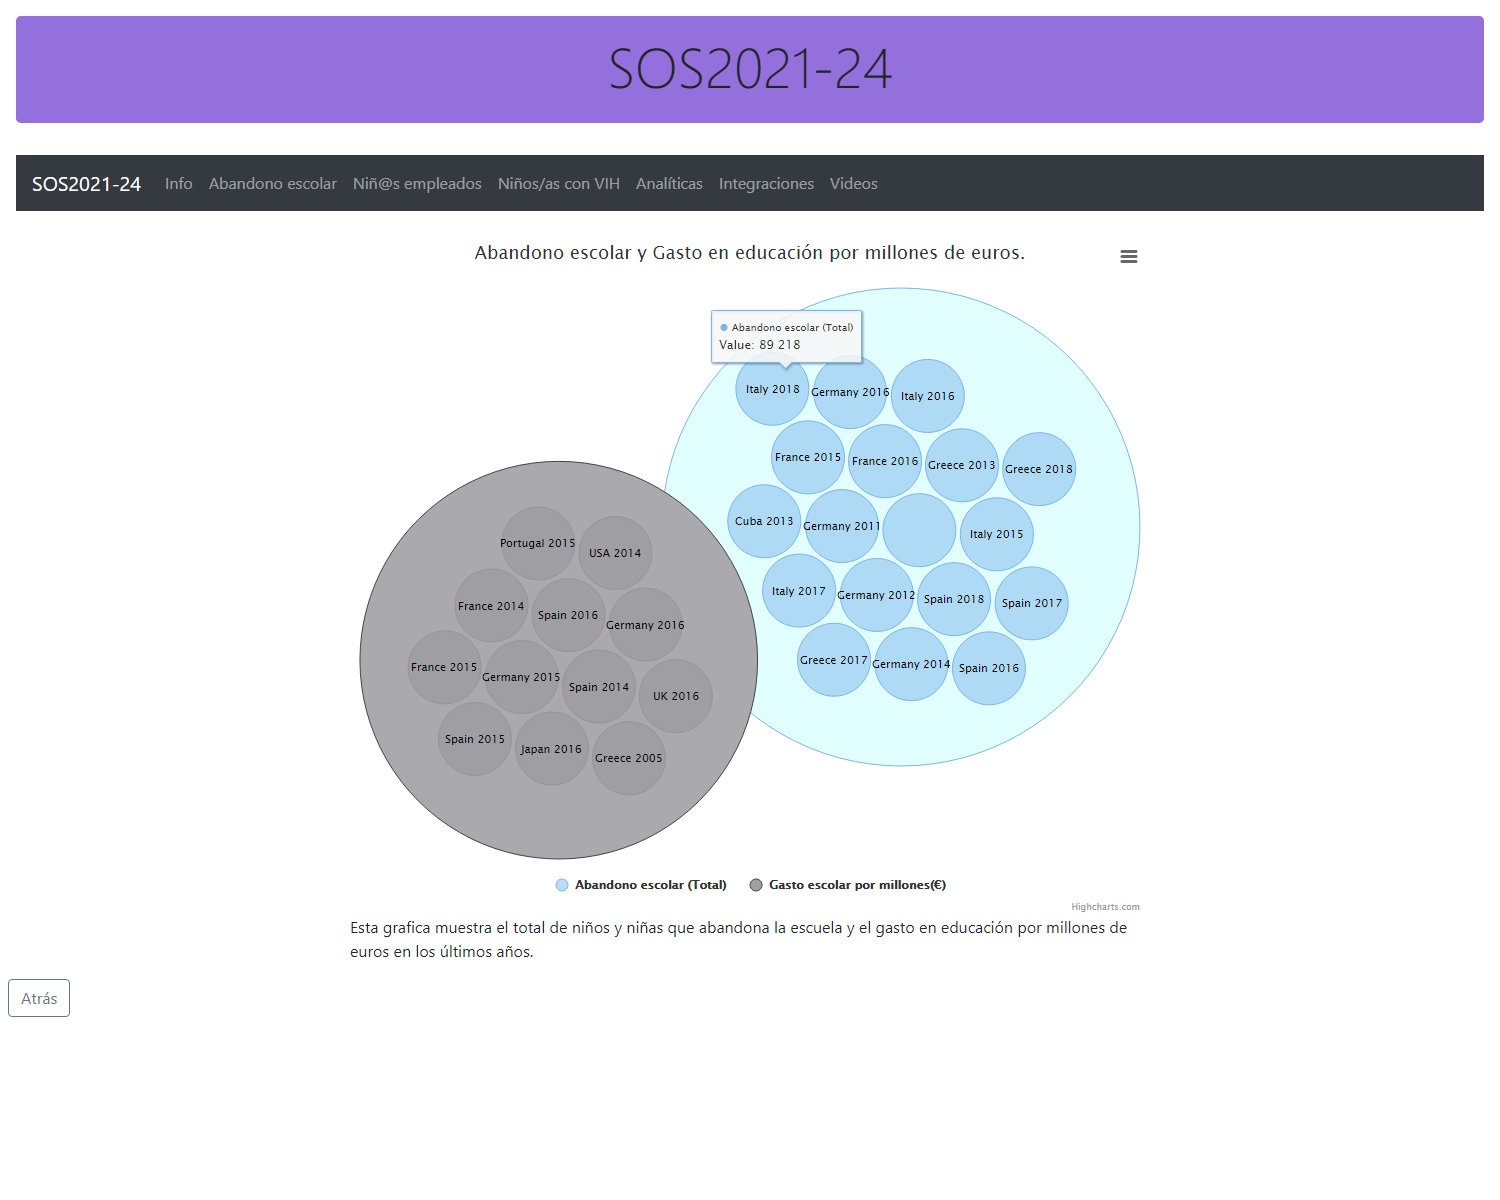 SOS2021-24
SOS2021-24 Info Abandono escolar Niñ@s empleados Niños/as con VIH Analíticas Integraciones Videos
Abandono escolar y Gasto en educación por millones de euros.
Abandono escolar (Total)
Value: 89 218
Italy 2018
Germany 2016
Italy 2016
France 2015
France 2016
Greece 2013
Greece 2018
Cuba 2013
Germany 2011
Italy 2015
Italy 2017
Germany 2012
Spain 2018
Spain 2017
Greece 2017
Germany 2014
Spain 2016
Portugal 2015
USA 2014
France 2014
Spain 2016
Germany 2016
France 2015
Germany 2015
Spain 2014
UK 2016
Spain 2015
Japan 2016
Greece 2005
Abandono escolar (Total) Gasto escolar por millones(€)
Highcharts.com
Esta grafica muestra el total de niños y niñas que abandona la escuela y el gasto en educación por millones de
euros en los últimos años.
Atrás